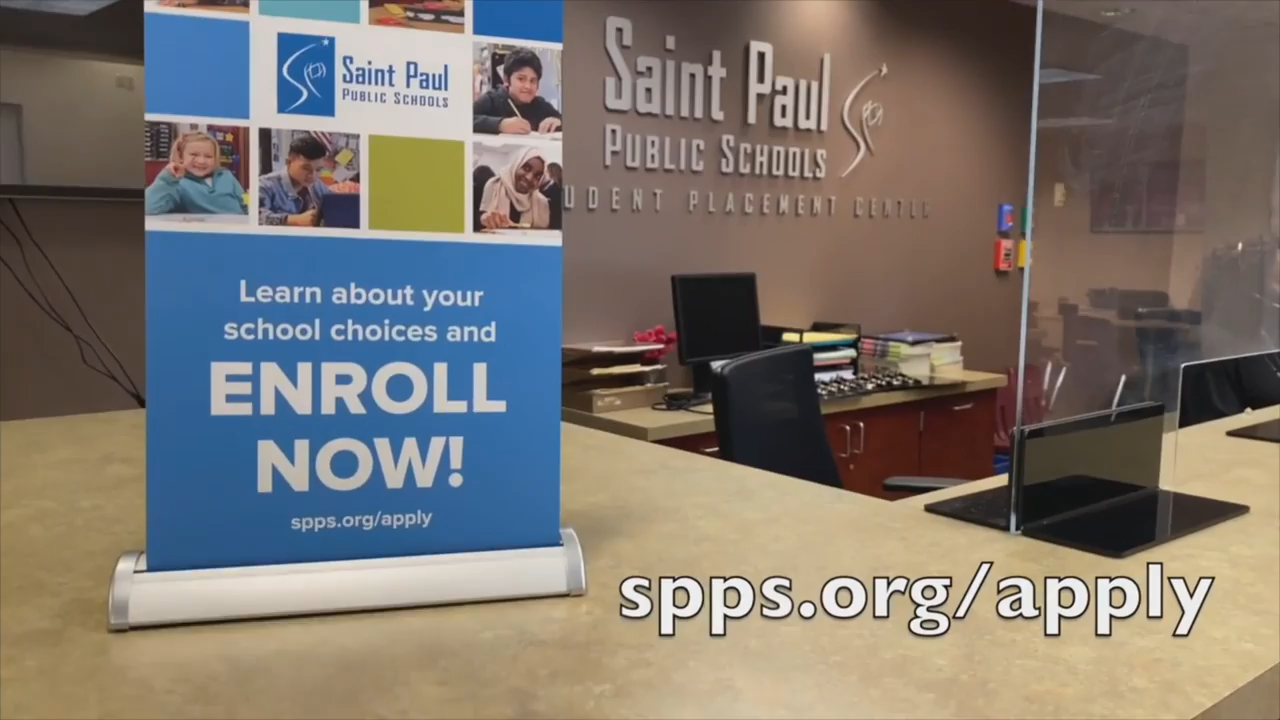 Saint Paul
PUBLIC SCHOOLS
Learn about your
school choices and
ENROLL
NOW!
spps.org/apply
Saint Paul
PUBLIC SCHOOLS
UDENT PLACEMENT CENTER
spps.org/apply